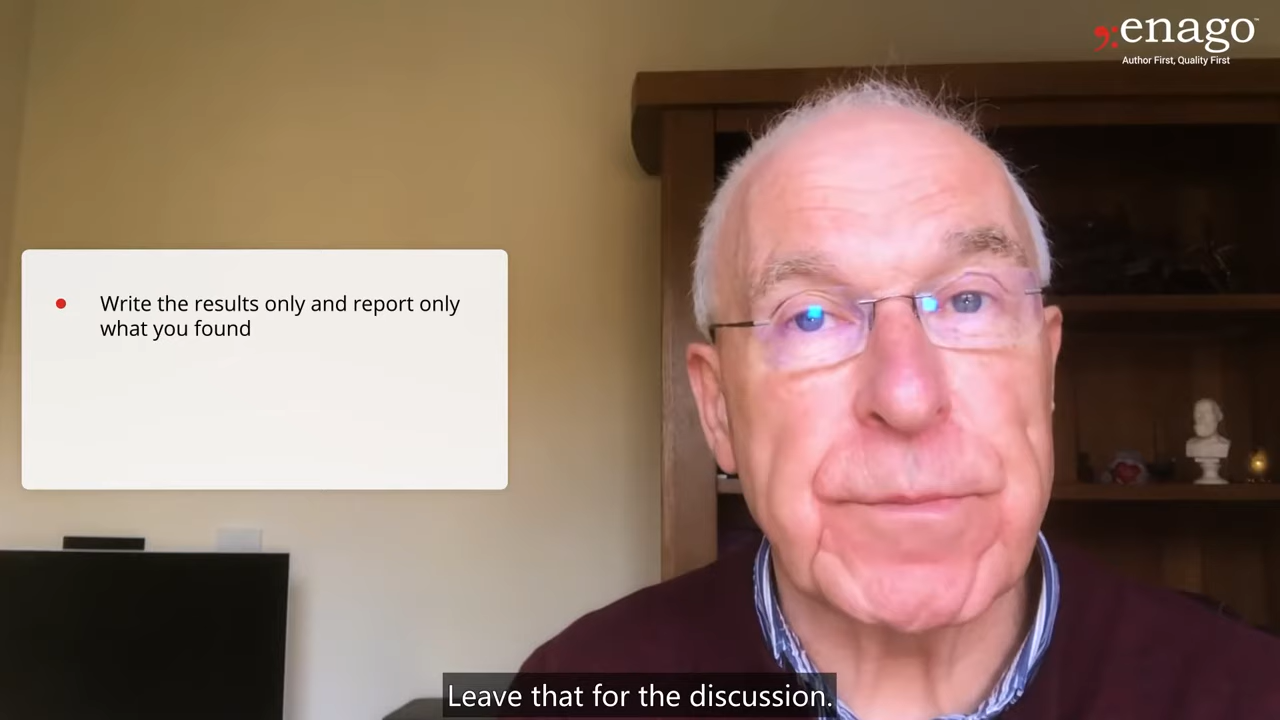 enago™
Author First, Quality First
Write the results only and report only
what you found
Leave that for the discussion.